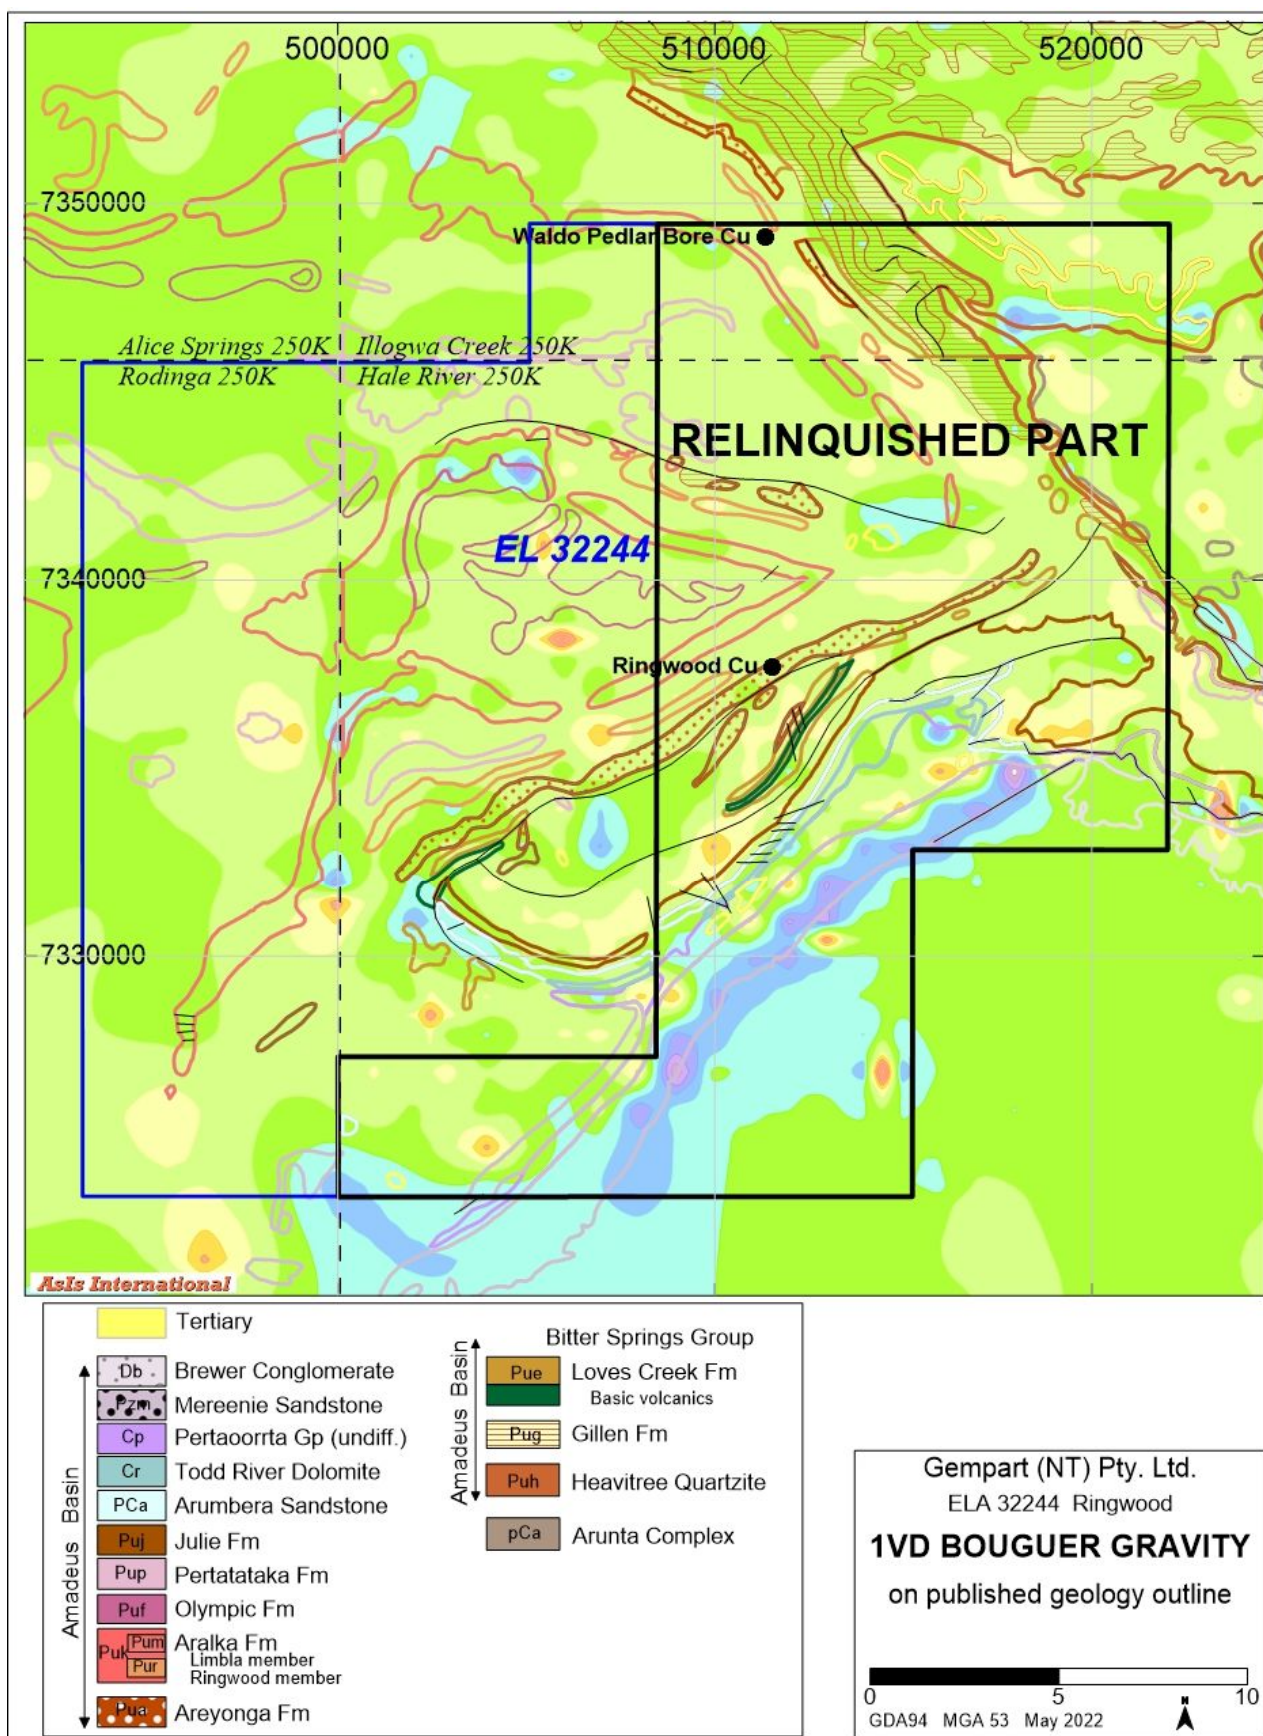 500000
510000
520000
7350000
Waldo Pedlar Bore Cu
Alice Springs 250K
Illogwa Creek 250K
Rodinga 250K
Hale River 250K
RELINQUISHED PART
EL 32244
7340000
Ringwood Cu
7330000
AsIs International
Tertiary
Amadeus Basin
Db
Brewer Conglomerate
Pzm
Mereenie Sandstone
Cp
Pertaoorrta Gp (undiff.)
Cr
Todd River Dolomite
PCa
Arumbera Sandstone
Puj
Julie Fm
Pup
Pertatataka Fm
Puf
Olympic Fm
Puk
Pum
Pur
Aralka Fm
Limbla member
Ringwood member
Pua
Areyonga Fm
Amadeus Basin
Bitter Springs Group
Pue
Loves Creek Fm
Basic volcanics
Pug
Gillen Fm
Puh
Heavitree Quartzite
pCa
Arunta Complex
Gempart (NT) Pty. Ltd.
ELA 32244 Ringwood
1VD BOUGUER GRAVITY
on published geology outline
0
5
10
GDA94 MGA 53 May 2022
N